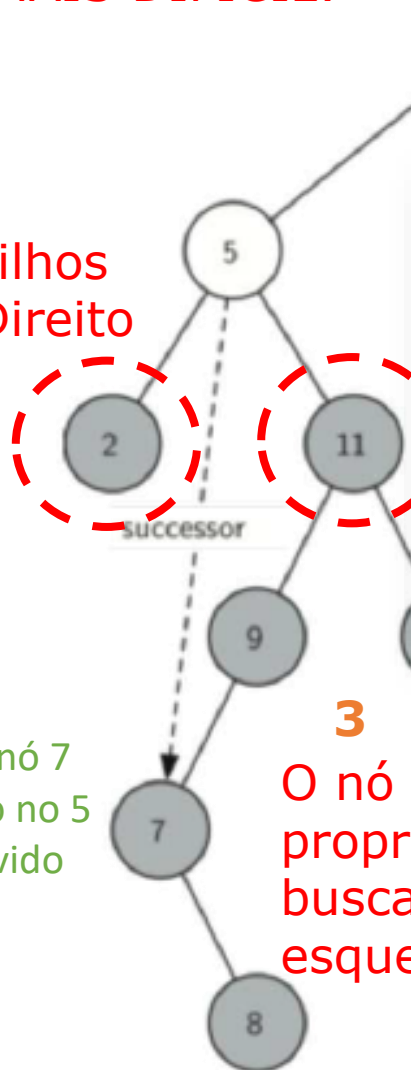 5
ilhos
Direito
2
11
successor
9
3
nó 7
o no 5
vido
7
O nó
propr
busca
esque
8